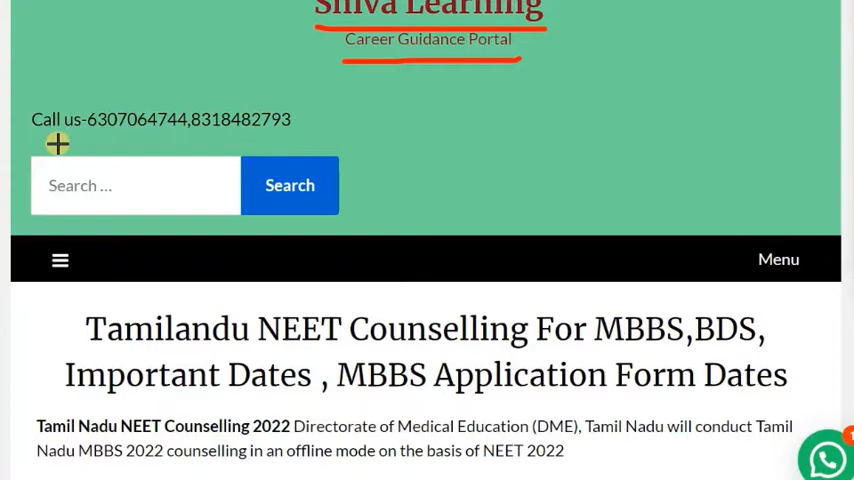 Shiva Learning
Career Guidance Portal
Call us-6307064744,8318482793
Search ...
Search
Menu
Tamilandu NEET Counselling For MBBS,BDS,
Important Dates , MBBS Application Form Dates
Tamil Nadu NEET Counselling 2022 Directorate of Medical Education (DME), Tamil Nadu will conduct Tamil
Nadu MBBS 2022 counselling in an offline mode on the basis of NEET 2022